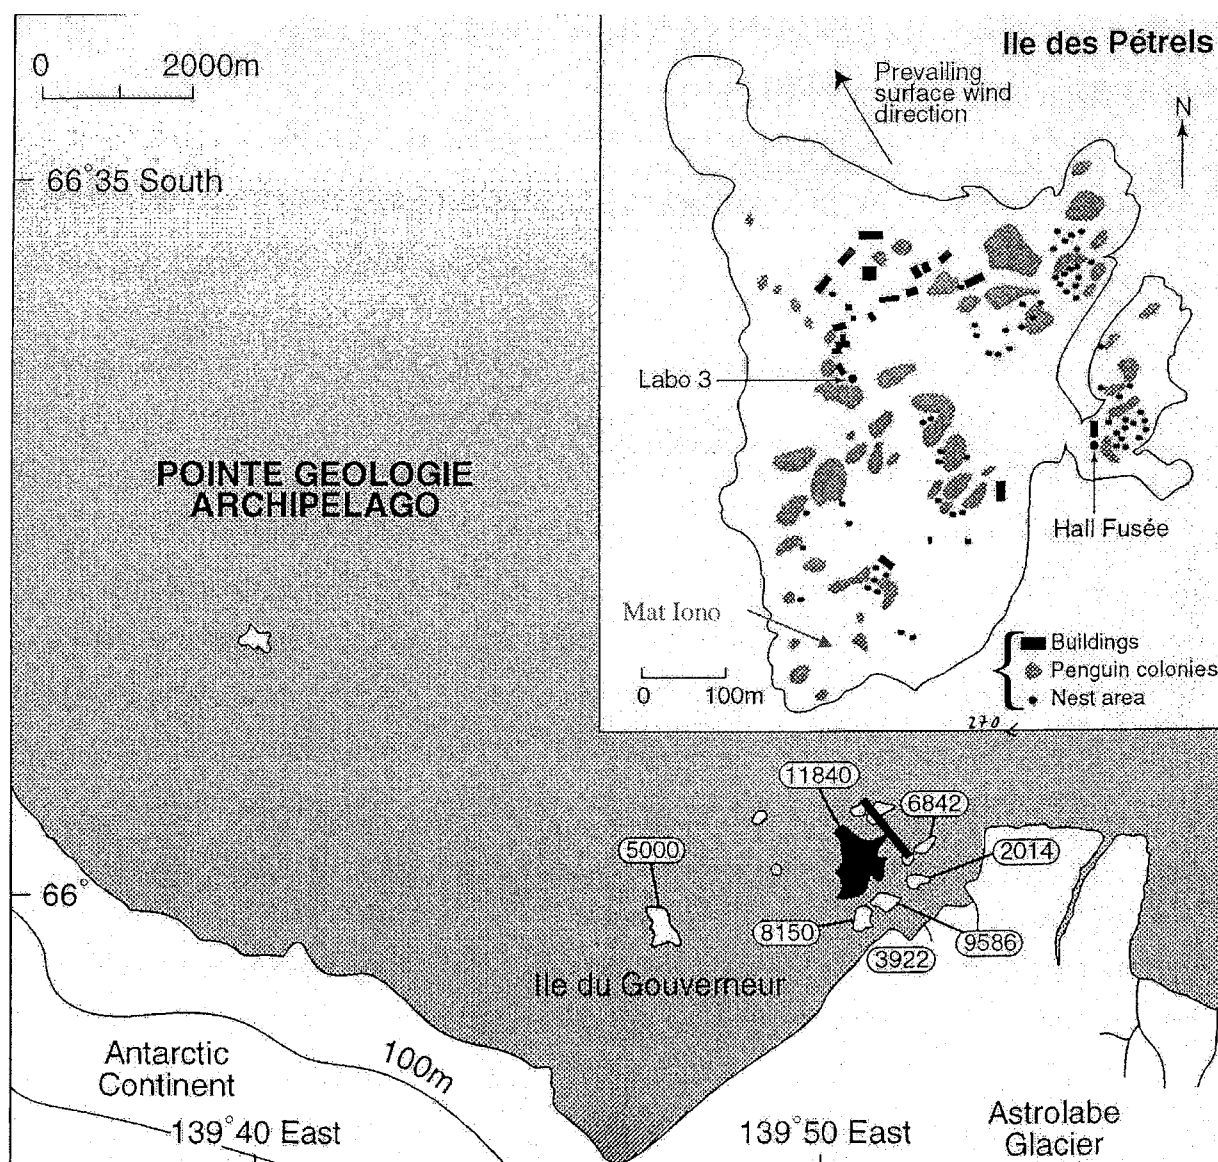 0 2000m
66°35 South
POINTE GEOLOGIE
ARCHIPELAGO
Ile des Pétrels
Prevailing
surface wind
direction
N
Labo 3
Hall Fusée
Mat Iono
0 100m
Buildings
Penguin colonies
Nest area
270
11840
6842
5000
2014
66°
8150
9586
3922
Ile du Gouverneur
Antarctic
Continent
100m
139°40 East
139°50 East
Astrolabe
Glacier